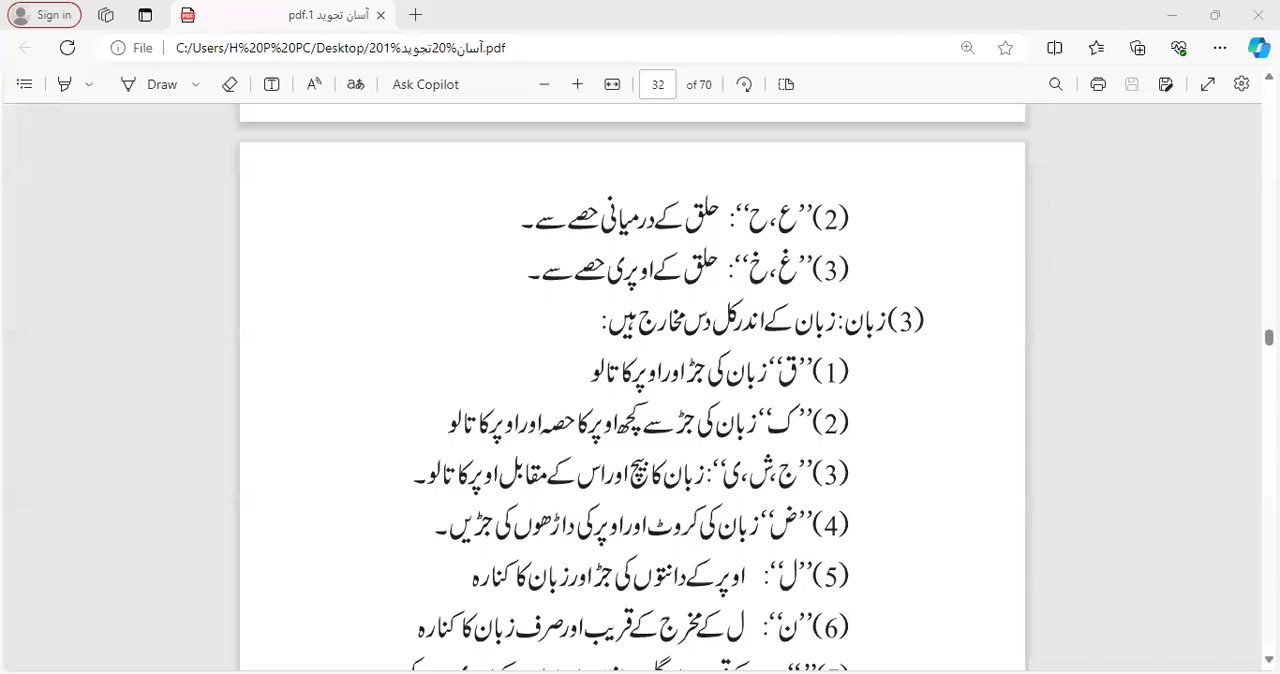 Sign in
آسان تجوید 1.pdf
File
C:/Users/H%20P%20PC/Desktop/201%آسان%20تجوید.pdf
Draw
Ask Copilot
32
of 70
(2)’’ع،ح‘‘: حلق کے درمیانی حصے سے۔
(3)’’غ،خ‘‘: حلق کے اوپری حصے سے۔
(3)زبان:زبان کے اندر کل دس مخارج ہیں:
(1)’’ق‘‘زبان کی جڑ اور اوپر کا تالو
(2)’’ک‘‘زبان کی جڑ سے کچھ اوپر کا حصہ اور اوپر کا تالو
(3)’’ج،ش،ی‘‘:زبان کا بیچ اور اس کے مقابل اوپر کا تالو۔
(4)’’ض‘‘زبان کی کروٹ اور اوپر کی داڑھوں کی جڑیں۔
(5)’’ل‘‘: اوپر کے دانتوں کی جڑ اور زبان کا کنارہ
(6)’’ن‘‘: ل کے مخرج کے قریب اور صرف زبان کا کنارہ